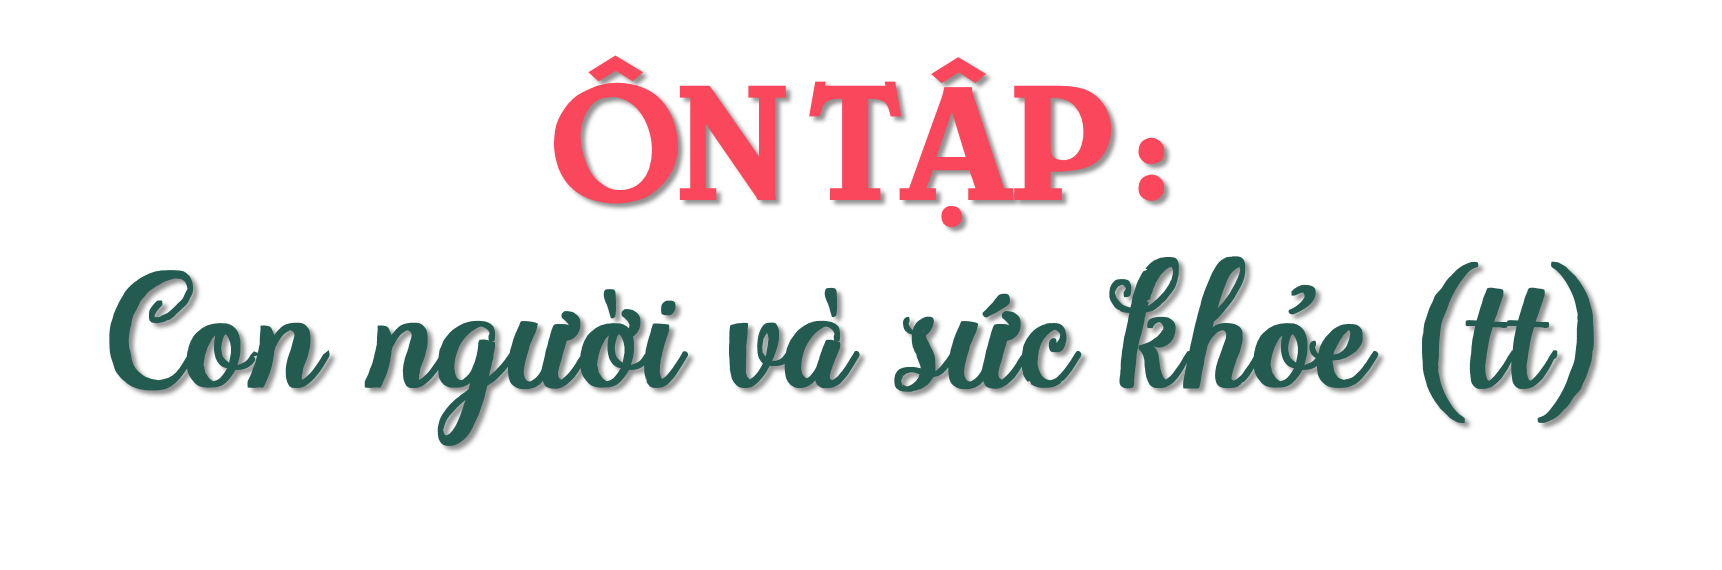 ÔN TẬP:
Con người và sức khỏe (tt)